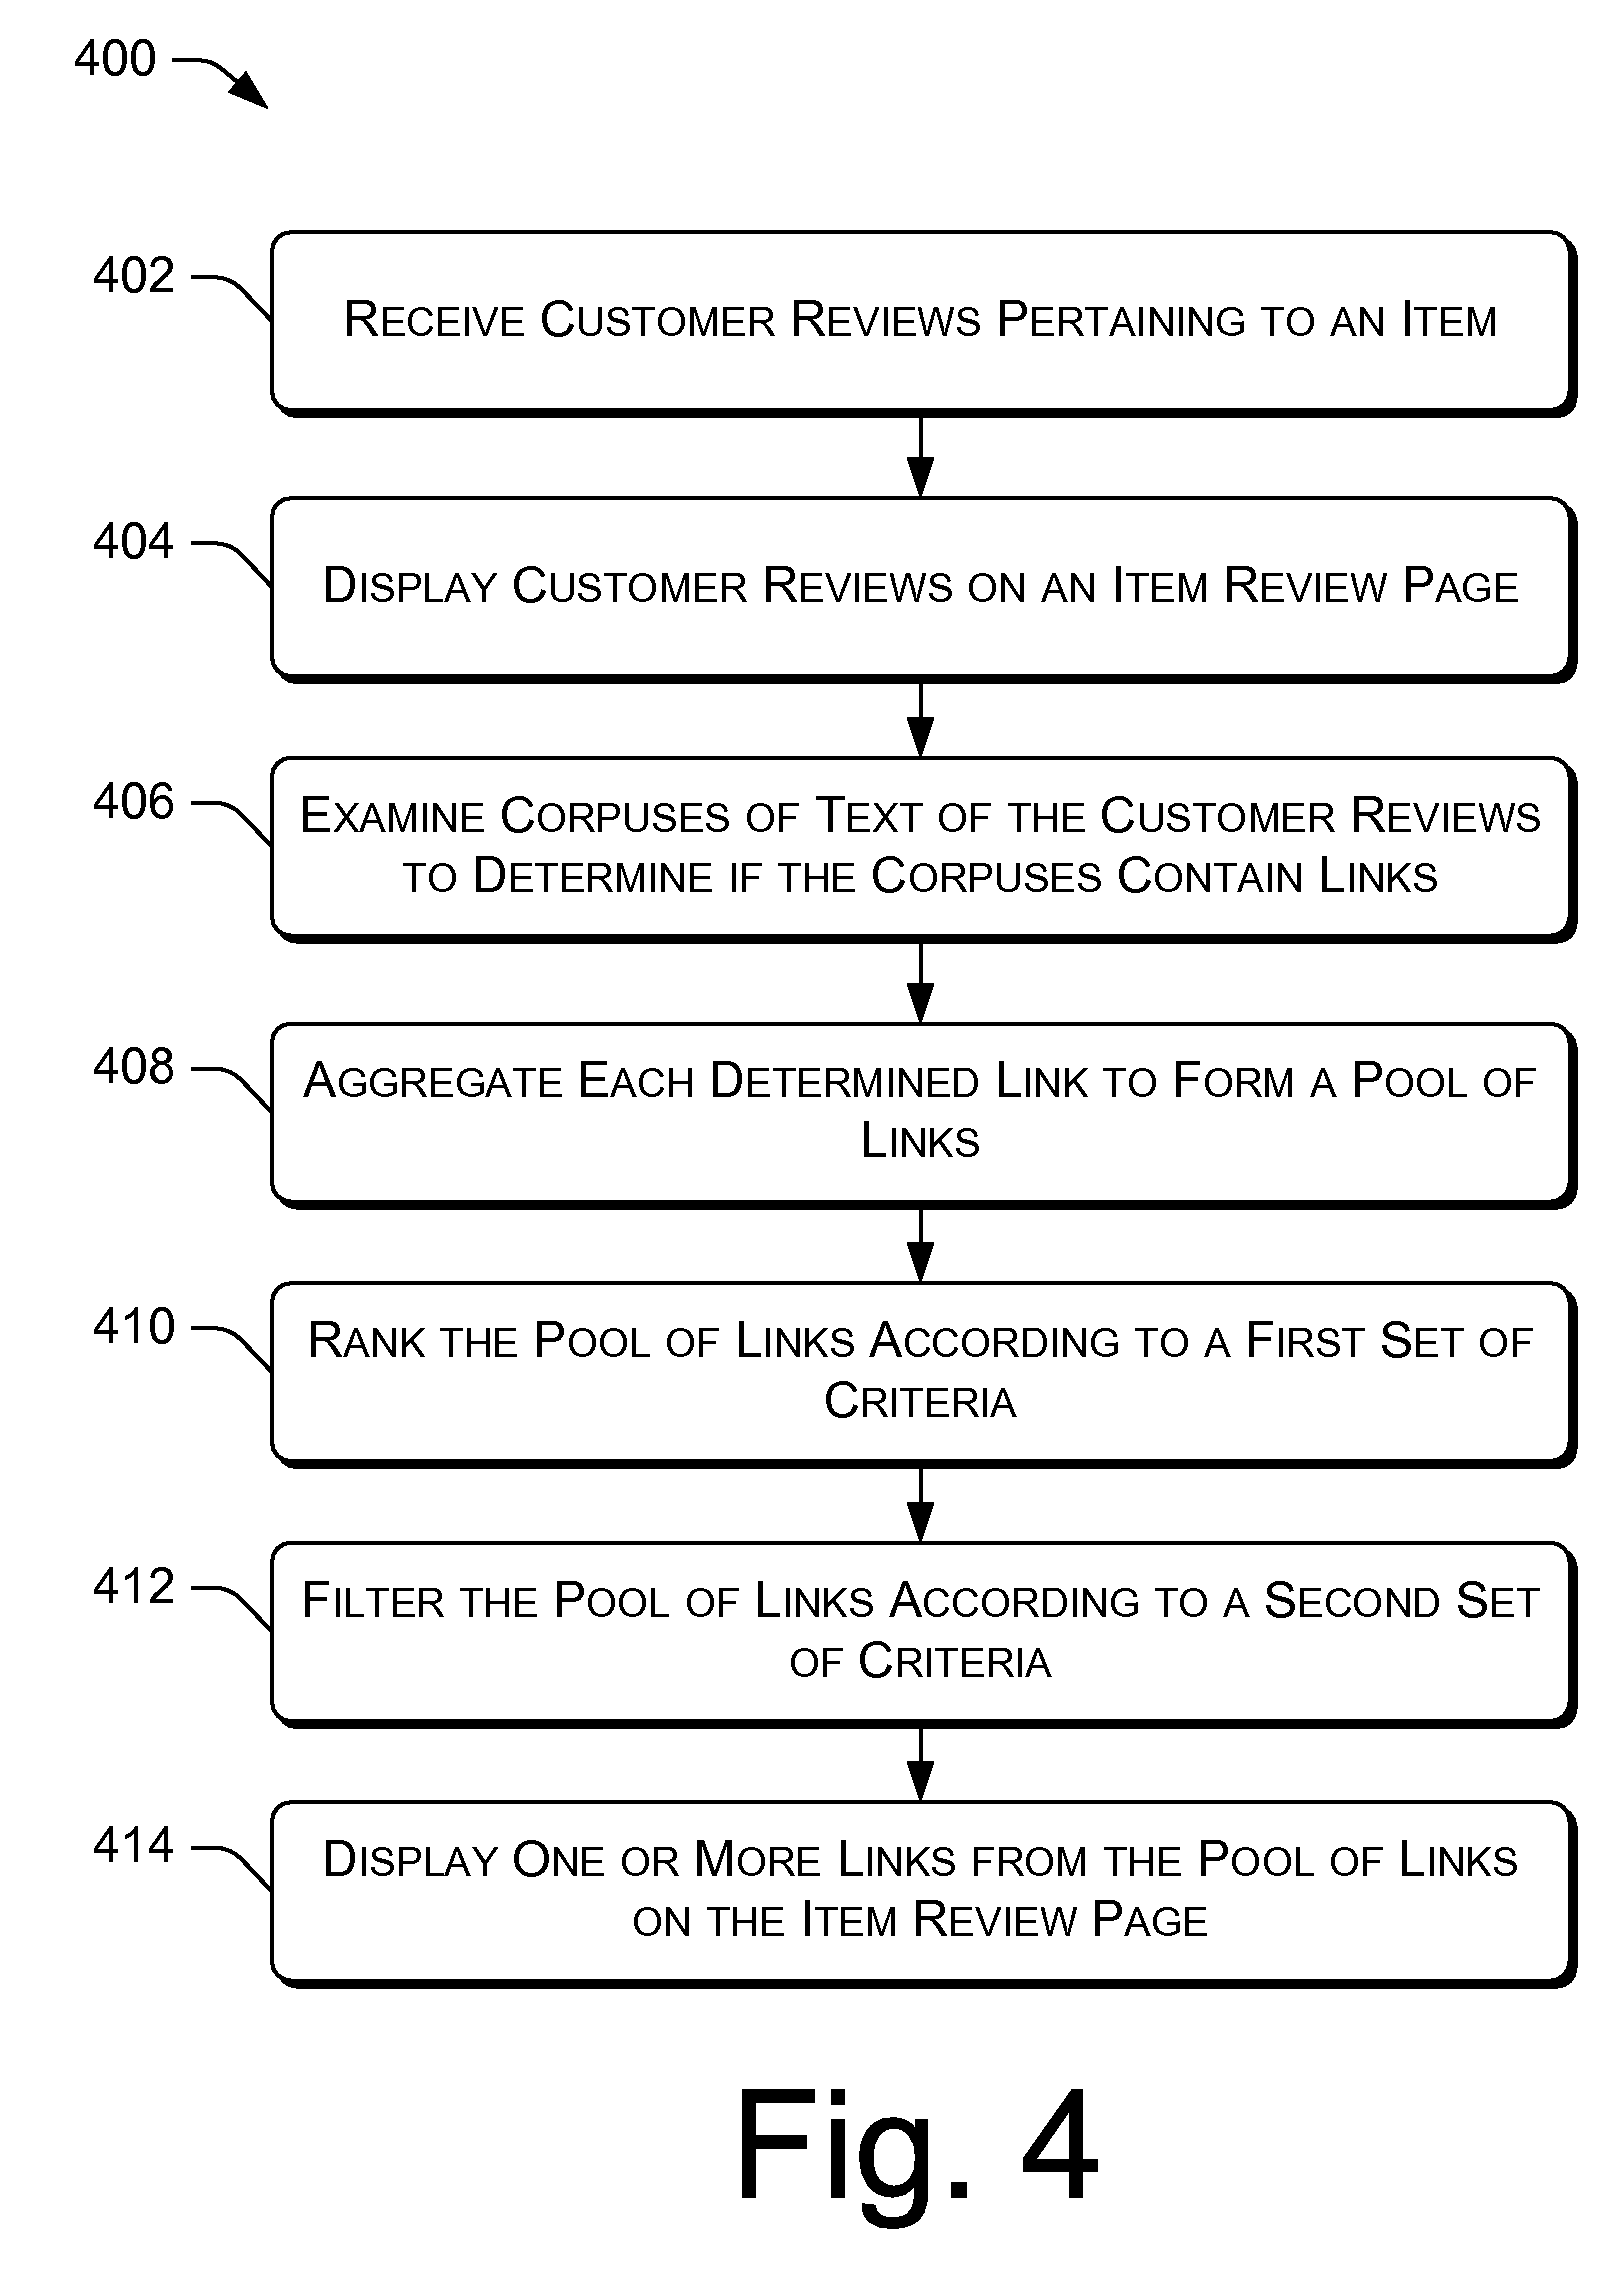 400
402
RECEIVE CUSTOMER REVIEWS PERTAINING TO AN ITEM
404
DISPLAY CUSTOMER REVIEWS ON AN ITEM REVIEW PAGE
406
EXAMINE CORPUSES OF TEXT OF THE CUSTOMER REVIEWS
TO DETERMINE IF THE CORPUSES CONTAIN LINKS
408
AGGREGATE EACH DETERMINED LINK TO FORM A POOL OF
LINKS
410
RANK THE POOL OF LINKS ACCORDING TO A FIRST SET OF
CRITERIA
412
FILTER THE POOL OF LINKS ACCORDING TO A SECOND SET
OF CRITERIA
414
DISPLAY ONE OR MORE LINKS FROM THE POOL OF LINKS
ON THE ITEM REVIEW PAGE
Fig. 4